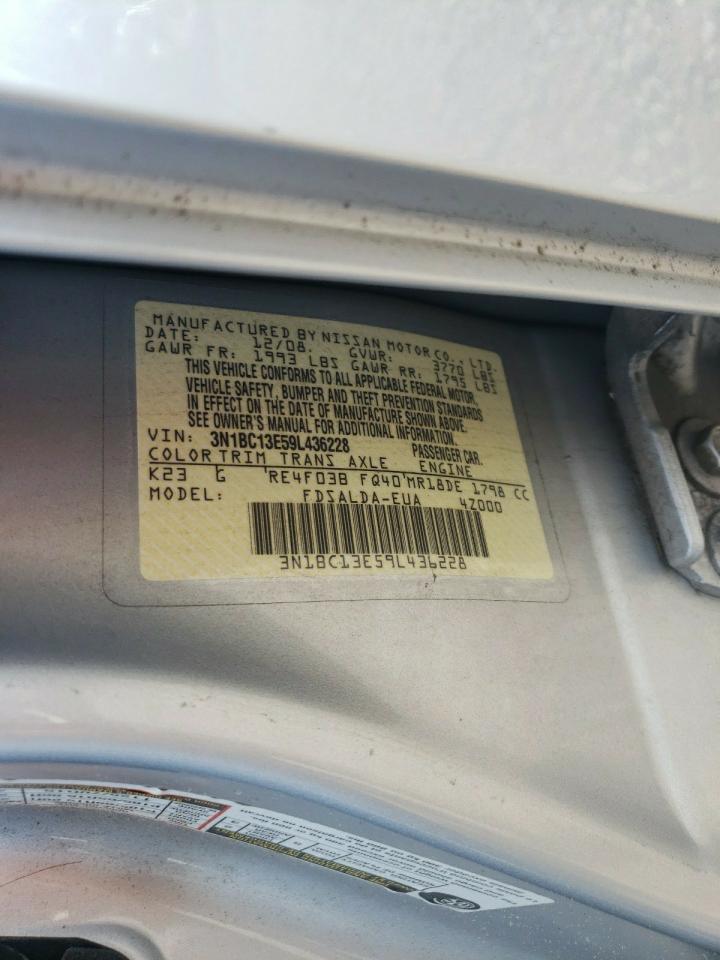 MANUFACTURED BY NISSAN MOTOR CO., LTD.
DATE: 12/08. GVWR: 3770 LBS
GAWR FR: 1993 LBS GAWR RR: 1795 LBS
THIS VEHICLE CONFORMS TO ALL APPLICABLE FEDERAL MOTOR
VEHICLE SAFETY, BUMPER AND THEFT PREVENTION STANDARDS
IN EFFECT ON THE DATE OF MANUFACTURE SHOWN ABOVE.
SEE OWNER'S MANUAL FOR ADDITIONAL INFORMATION.
VIN: 3N1BC13E59L436228 PASSENGER CAR.
COLOR TRIM TRANS AXLE ENGINE
K23 G RE4F03B FQ40 MR18DE 1798 CC
MODEL: FDSALDA-EUA 4Z000
3N1BC13E59L436228